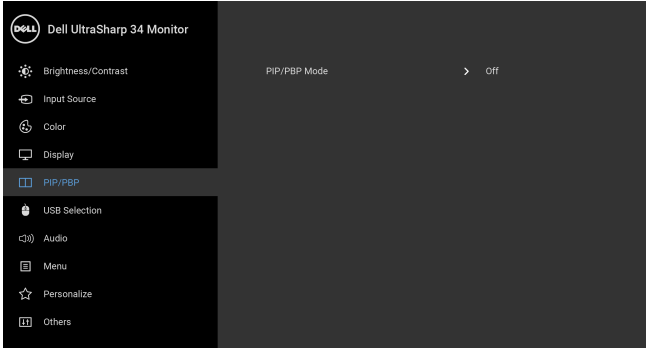 DELL Dell UltraSharp 34 Monitor
Brightness/Contrast
PIP/PBP Mode Off
Input Source
Color
Display
PIP/PBP
USB Selection
Audio
Menu
Personalize
Others